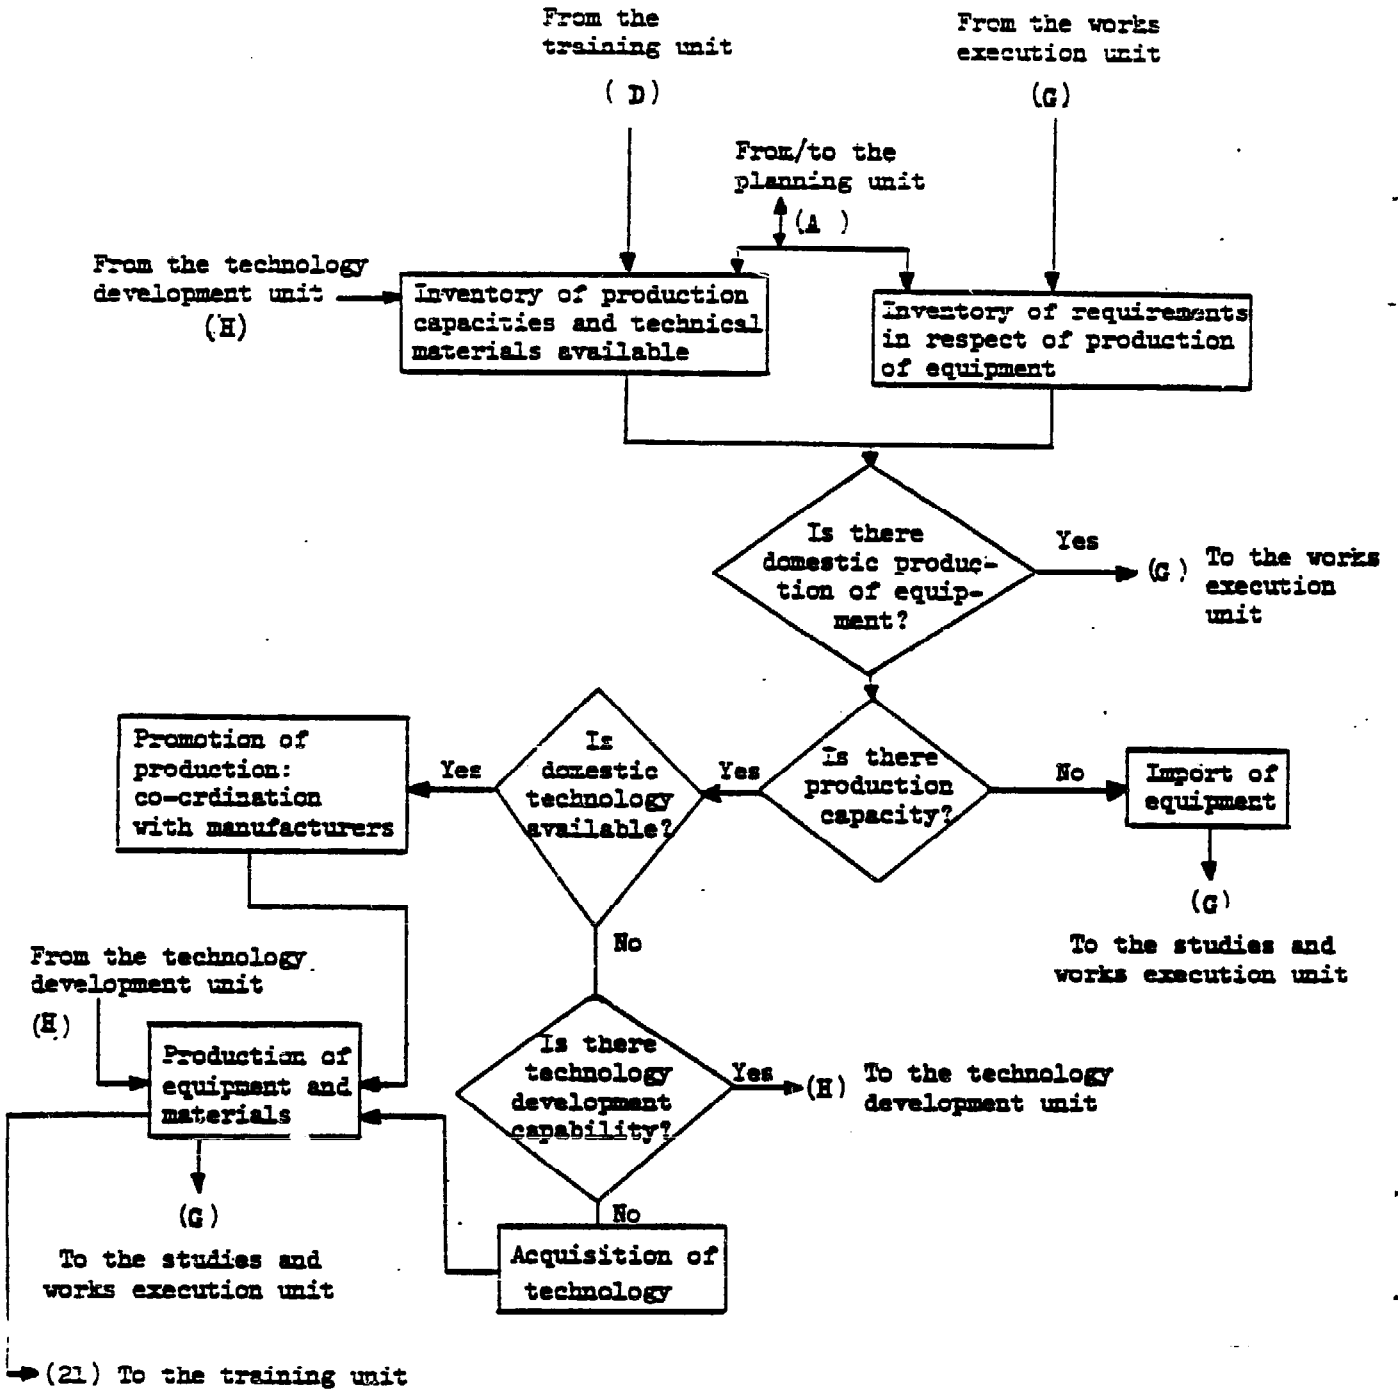 From the
training unit
(D)
From the works
execution unit
(G)
From/to the
planning unit
(A)
From the technology
development unit
(H)
Inventory of production
capacities and technical
materials available
Inventory of requirements
in respect of production
of equipment
Is there
domestic produc-
tion of equip-
ment?
Yes
(G) To the works
execution
unit
Promotion of
production:
co-ordination
with manufacturers
Yes
Is
domestic
technology
available?
Yes
Is there
production
capacity?
No
Import of
equipment
(G)
To the studies and
works execution unit
No
From the technology
development unit
(H)
Production of
equipment and
materials
Is there
technology
development
capability?
Yes
(H) To the technology
development unit
(G)
To the studies and
works execution unit
No
Acquisition of
technology
(21) To the training unit